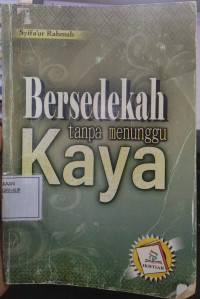 Syifa'ur Rahmah
Bersedekah
tanpa menunggu
Kaya